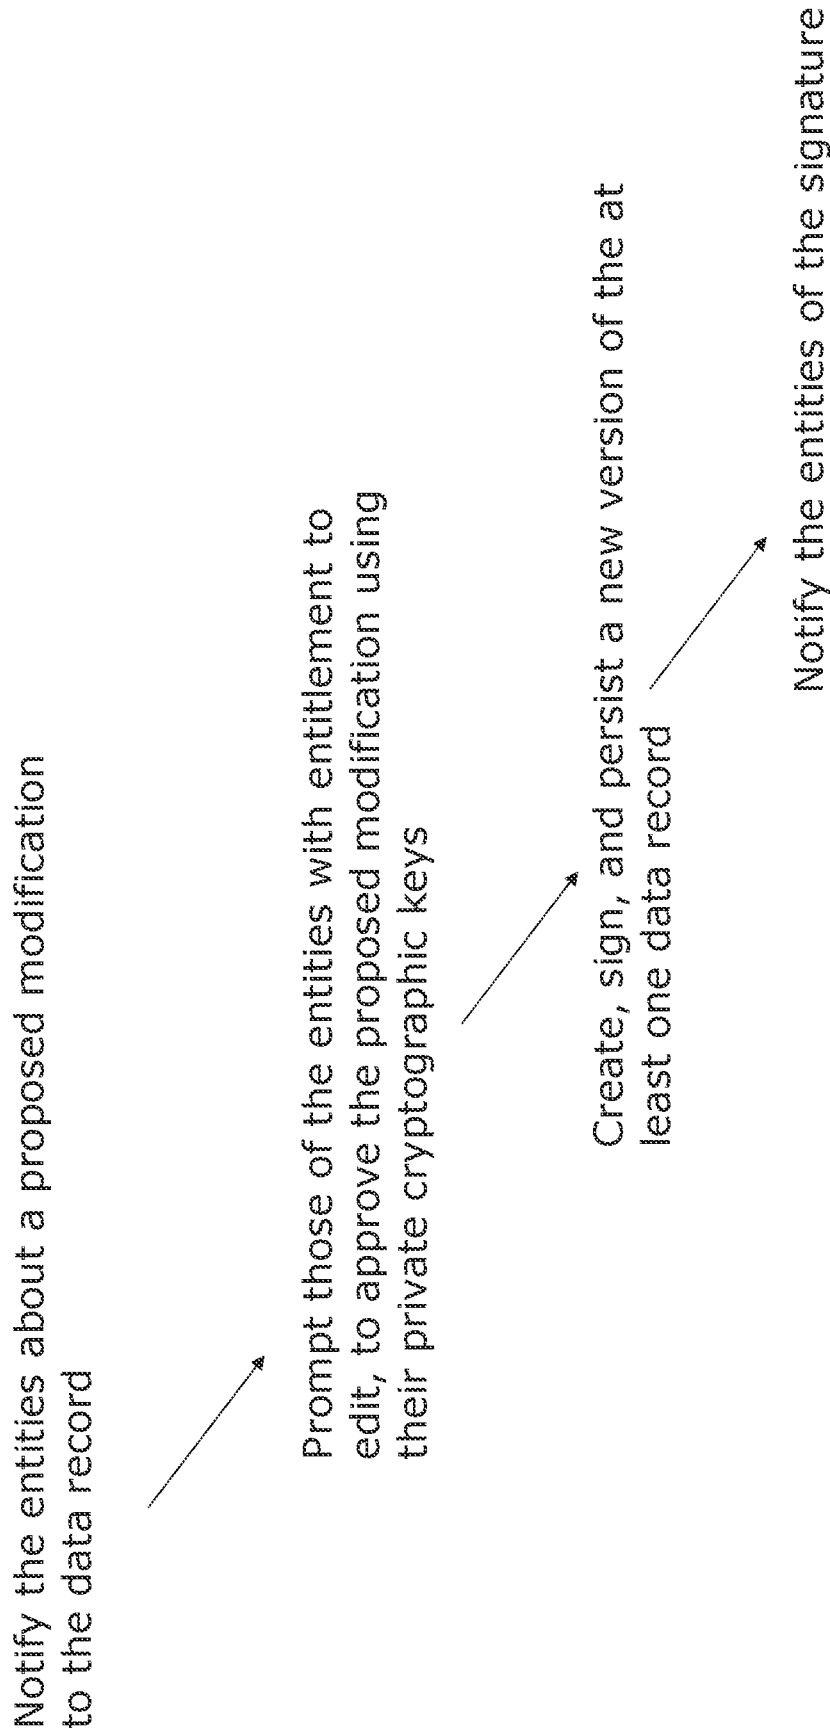 Notify the entities about a proposed modification
to the data record
Prompt those of the entities with entitlement to
edit, to approve the proposed modification using
their private cryptographic keys
Create, sign, and persist a new version of the at
least one data record
Notify the entities of the signature